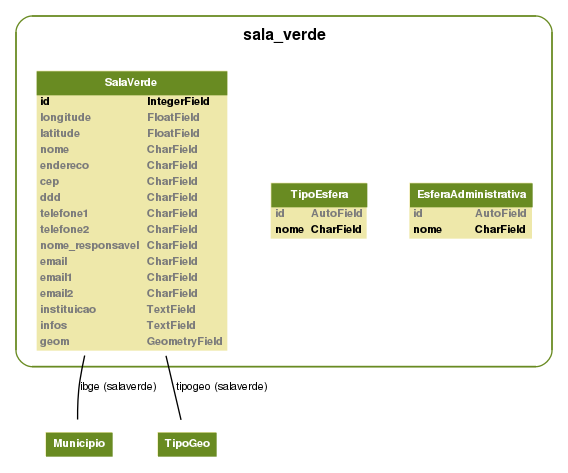 sala_verde
SalaVerde
id IntegerField
longitude FloatField
latitude FloatField
nome CharField
endereco CharField
cep CharField
ddd CharField
telefone1 CharField
telefone2 CharField
nome_responsavel CharField
email CharField
email1 CharField
email2 CharField
instituicao TextField
infos TextField
geom GeometryField
TipoEsfera
id AutoField
nome CharField
EsferaAdministrativa
id AutoField
nome CharField
ibge (salaverde)
tipogeo (salaverde)
Municipio
TipoGeo